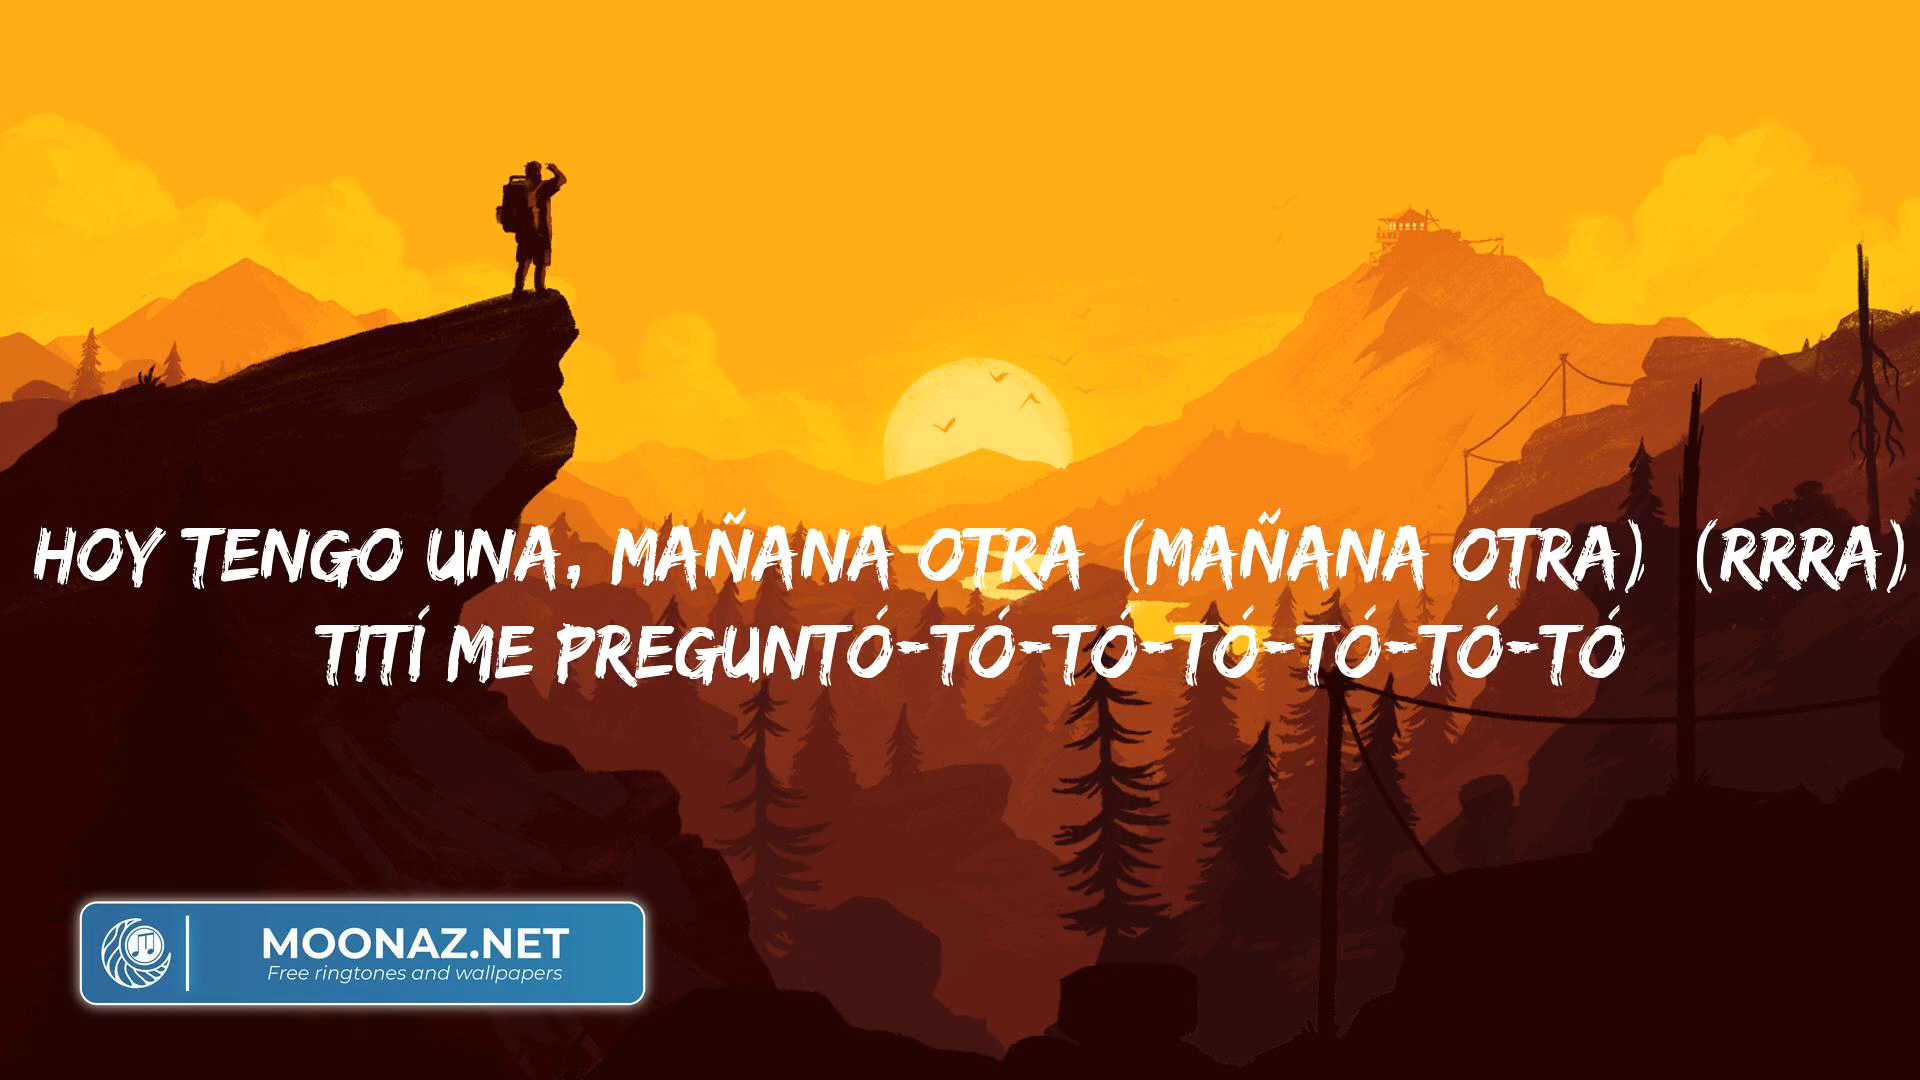 HOY TENGO UNA, MAÑANA OTRA (MAÑANA OTRA) (RRRA)
TITÍ ME PREGUNTÓ-TÓ-TÓ-TÓ-TÓ-TÓ-TÓ
MOONAZ.NET
Free ringtones and wallpapers